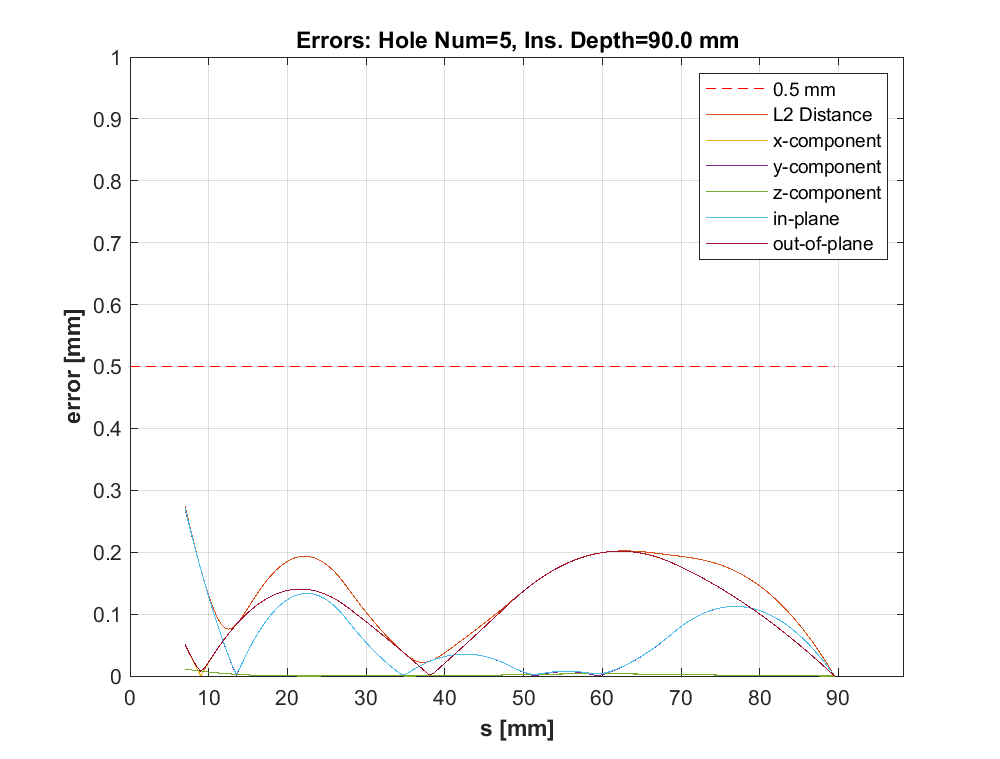 Errors: Hole Num=5, Ins. Depth=90.0 mm
1
0.9
0.8
0.7
0.6
0.5
0.4
0.3
0.2
0.1
0
error [mm]
0.5 mm
L2 Distance
x-component
y-component
z-component
in-plane
out-of-plane
0 10 20 30 40 50 60 70 80 90
s [mm]